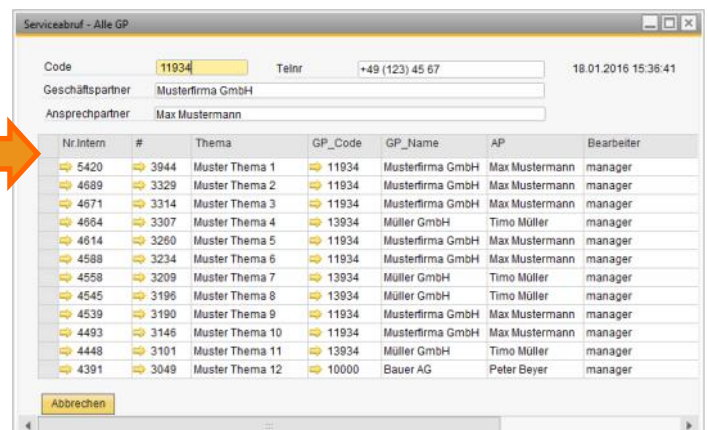 Serviceabruf - Alle GP
Code 11934 Telnr +49 (123) 45 67 18.01.2016 15:36:41
Geschäftspartner Musterfirma GmbH
Ansprechpartner Max Mustermann
Nr.Intern # Thema GP_Code GP_Name AP Bearbeiter
5420 3944 Muster Thema 1 11934 Musterfirma GmbH Max Mustermann manager
4689 3329 Muster Thema 2 11934 Musterfirma GmbH Max Mustermann manager
4671 3314 Muster Thema 3 11934 Musterfirma GmbH Max Mustermann manager
4664 3307 Muster Thema 4 13934 Müller GmbH Timo Müller manager
4614 3260 Muster Thema 5 11934 Musterfirma GmbH Max Mustermann manager
4588 3234 Muster Thema 6 11934 Musterfirma GmbH Max Mustermann manager
4558 3209 Muster Thema 7 13934 Müller GmbH Timo Müller manager
4545 3196 Muster Thema 8 13934 Müller GmbH Timo Müller manager
4539 3190 Muster Thema 9 11934 Musterfirma GmbH Max Mustermann manager
4493 3146 Muster Thema 10 11934 Musterfirma GmbH Max Mustermann manager
4448 3101 Muster Thema 11 13934 Müller GmbH Timo Müller manager
4391 3049 Muster Thema 12 10000 Bauer AG Peter Beyer manager
Abbrechen